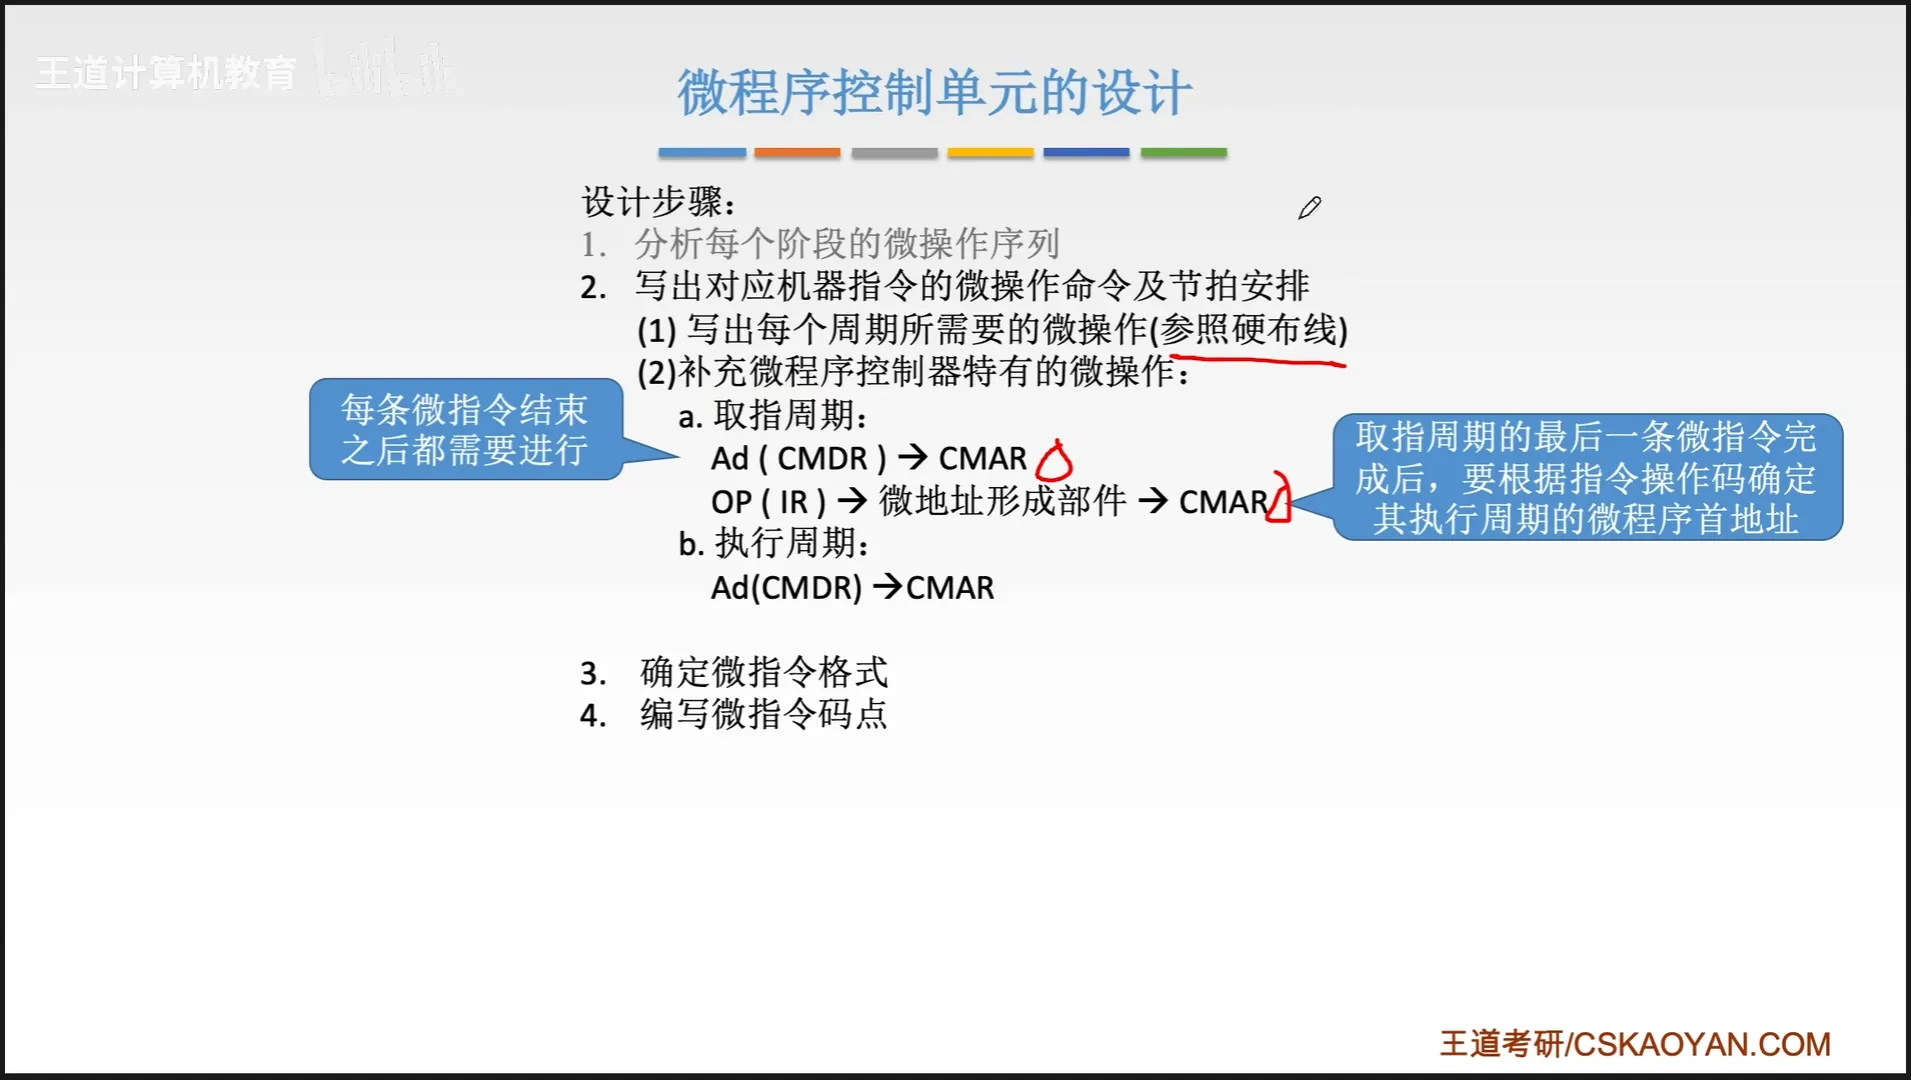 王道计算机教育 bilibili
微程序控制单元的设计
设计步骤：
1. 分析每个阶段的微操作序列
2. 写出对应机器指令的微操作命令及节拍安排
(1) 写出每个周期所需要的微操作(参照硬布线)
(2)补充微程序控制器特有的微操作：
每条微指令结束
之后都需要进行
a. 取指周期：
Ad ( CMDR ) → CMAR
OP ( IR ) → 微地址形成部件 → CMAR
取指周期的最后一条微指令完
成后，要根据指令操作码确定
其执行周期的微程序首地址
b. 执行周期：
Ad(CMDR) →CMAR
3. 确定微指令格式
4. 编写微指令码点
王道考研/CSKAOYAN.COM